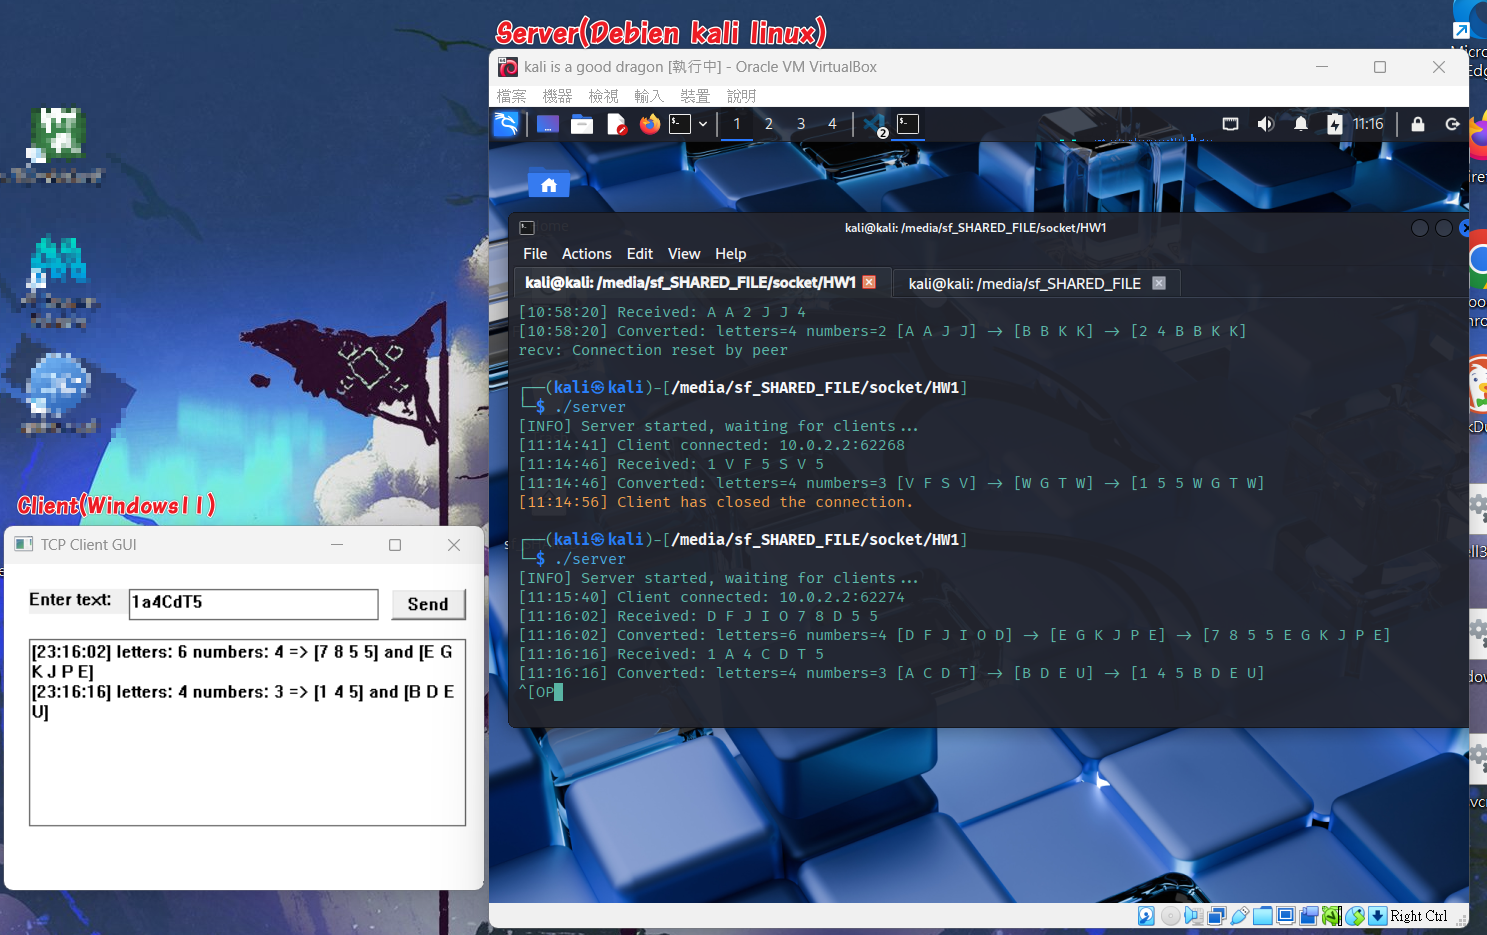 Server(Debien kali linux)
kali is a good dragon [執行中] - Oracle VM VirtualBox
檔案 機器 檢視 輸入 裝置 說明
1 2 3 4 2 11:16
kali@kali: /media/sf_SHARED_FILE/socket/HW1
File Actions Edit View Help
kali@kali: /media/sf_SHARED_FILE/socket/HW1 kali@kali: /media/sf_SHARED_FILE
[10:58:20] Received: A A 2 J J 4
[10:58:20] Converted: letters=4 numbers=2 [A A J J] → [B B K K] → [2 4 B B K K]
recv: Connection reset by peer
┌──(kali㉿kali)-[/media/sf_SHARED_FILE/socket/HW1]
└─$ ./server
[INFO] Server started, waiting for clients...
[11:14:41] Client connected: 10.0.2.2:62268
[11:14:46] Received: 1 V F 5 S V 5
[11:14:46] Converted: letters=4 numbers=3 [V F S V] → [W G T W] → [1 5 5 W G T W]
[11:14:56] Client has closed the connection.
┌──(kali㉿kali)-[/media/sf_SHARED_FILE/socket/HW1]
└─$ ./server
[INFO] Server started, waiting for clients...
[11:15:40] Client connected: 10.0.2.2:62274
[11:16:02] Received: D F J I O 7 8 D 5 5
[11:16:02] Converted: letters=6 numbers=4 [D F J I O D] → [E G K J P E] → [7 8 5 5 E G K J P E]
[11:16:16] Received: 1 A 4 C D T 5
[11:16:16] Converted: letters=4 numbers=3 [A C D T] → [B D E U] → [1 4 5 B D E U]
^[OP
Right Ctrl
Client(Windows11)
TCP Client GUI
Enter text: 1a4CdT5 Send
[23:16:02] letters: 6 numbers: 4 => [7 8 5 5] and [E G
K J P E]
[23:16:16] letters: 4 numbers: 3 => [1 4 5] and [B D E
U]